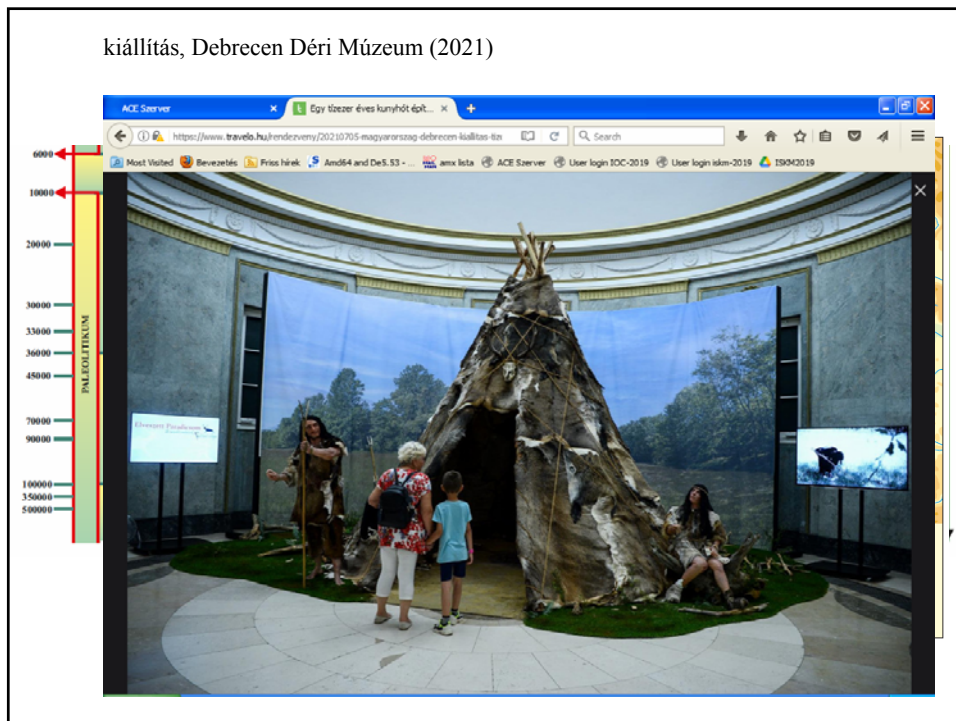 kiállítás, Debrecen Déri Múzeum (2021)
ACE Szerver
Egy tízezer éves kunyhót épít...
https://www.travelo.hu/rendezveny/20210705-magyarorszag-debrecen-kiallitas-tiz
Search
Most Visited
Bevezetés
Friss hírek
Amd64 and De5.53 - ...
amx lista
ACE Szerver
User login IOC-2019
User login iskm-2019
ISKM2019
6000
10000
20000
30000
33000
36000
45000
70000
90000
100000
350000
500000
PALEOLITIKUM
Elveszett Paradicsom